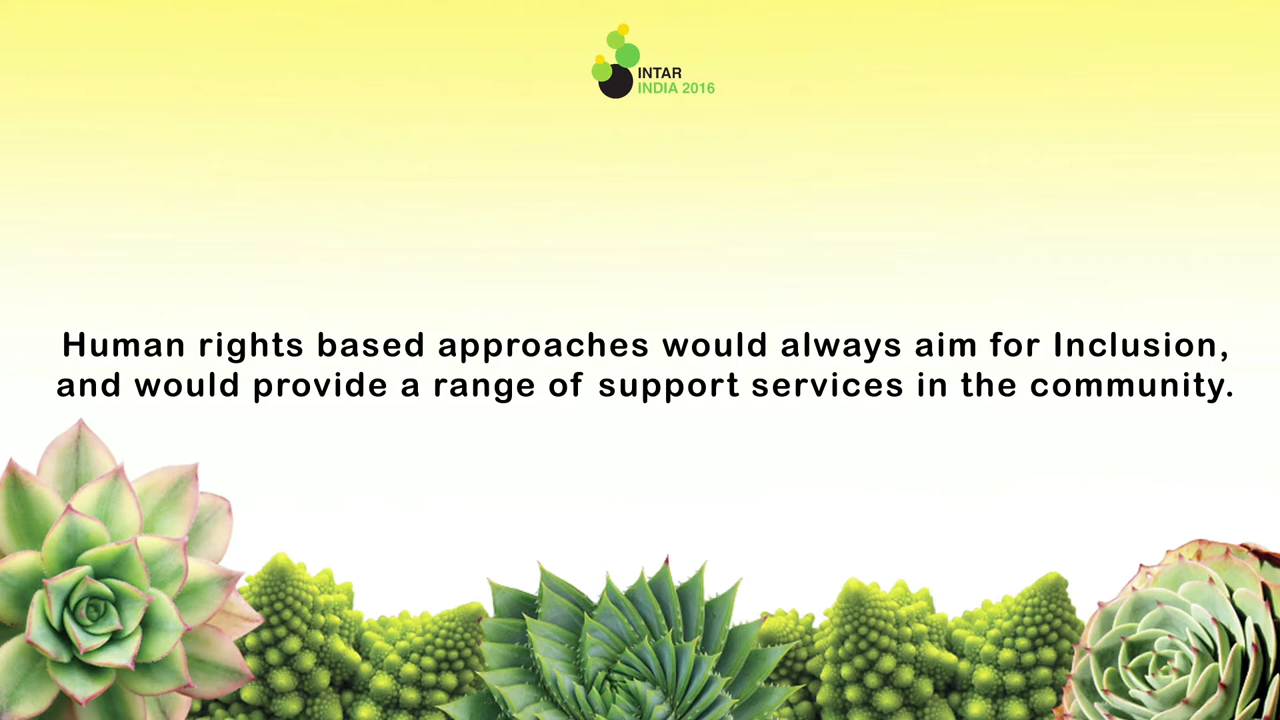 INTAR
INDIA 2016
Human rights based approaches would always aim for Inclusion,
and would provide a range of support services in the community.